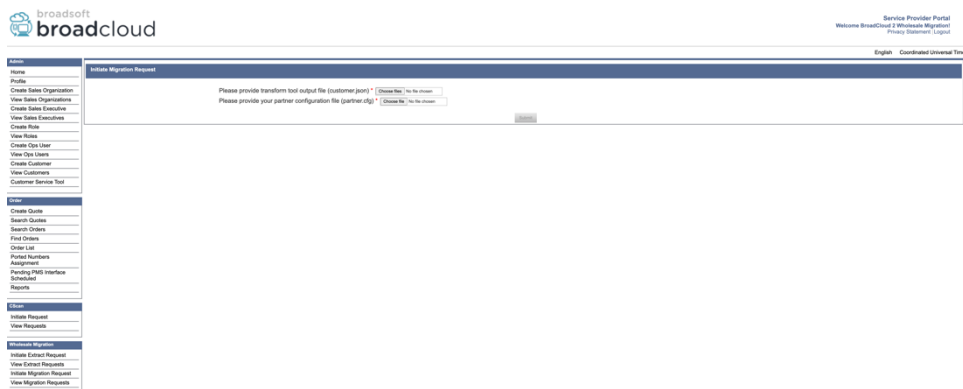 broadsoft
broadcloud
Service Provider Portal
Welcome BroadCloud 2 Wholesale Migration!
Privacy Statement | Logout
English Coordinated Universal Time
Admin
Home
Profile
Create Sales Organization
View Sales Organizations
Create Sales Executive
View Sales Executives
Create Role
View Roles
Create Ops User
View Ops Users
Create Customer
View Customers
Customer Service Tool
Initiate Migration Request
Please provide transform tool output file (customer.json) * Choose files No file chosen
Please provide your partner configuration file (partner.cfg) * Choose file No file chosen
Submit
Order
Create Quote
Search Quotes
Search Orders
Find Orders
Order List
Ported Numbers
Assignment
Pending PMS Interface
Scheduled
Reports
CScan
Initiate Request
View Requests
Wholesale Migration
Initiate Extract Request
View Extract Requests
Initiate Migration Request
View Migration Requests